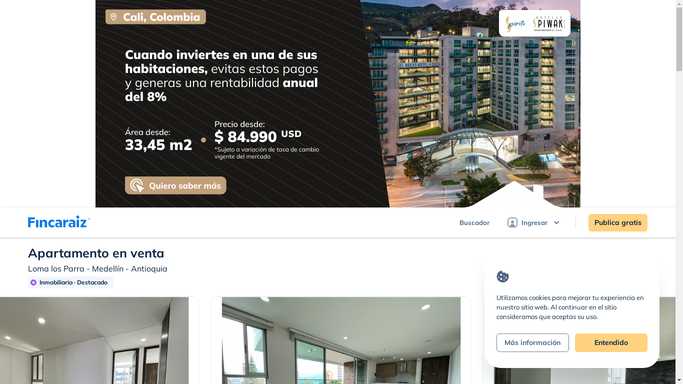 Cali, Colombia
Cuando inviertes en una de sus
habitaciones, evitas estos pagos
y generas una rentabilidad anual
del 8%
Área desde:
33,45 m2
Precio desde:
$ 84.990 USD
*Sujeto a variación de tasa de cambio
vigente del mercado
Quiero saber más
PIWAK
Fincaraiz
Buscador
Ingresar
Publica gratis
Apartamento en venta
Loma los Parra - Medellín - Antioquia
Inmobiliaria · Destacado
Utilizamos cookies para mejorar tu experiencia en
nuestro sitio web. Al continuar en el sitio
consideramos que aceptas su uso.
Más información
Entendido